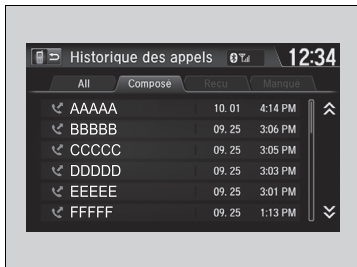 Historique des appels 12:34
All Composé Recu Manque
AAAAA 10. 01 4:14 PM
BBBBB 09. 25 3:06 PM
CCCCC 09. 25 3:05 PM
DDDDD 09. 25 3:03 PM
EEEEE 09. 25 3:01 PM
FFFFF 09. 25 1:13 PM